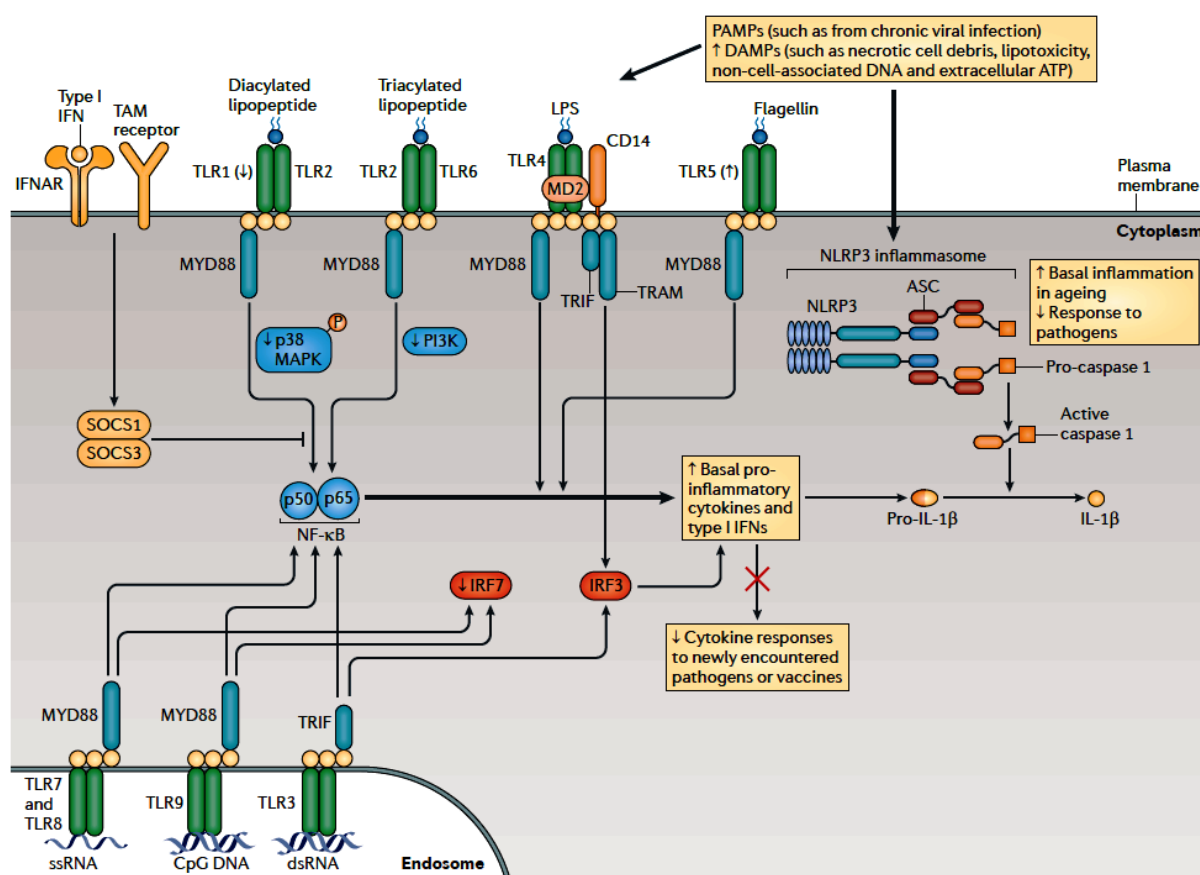 PAMPs (such as from chronic viral infection)
↑ DAMPs (such as necrotic cell debris, lipotoxicity,
non-cell-associated DNA and extracellular ATP)
Type I
IFN
TAM
receptor
IFNAR
Diacylated
lipopeptide
TLR1 (↓)
TLR2
Triacylated
lipopeptide
TLR2
TLR6
LPS
CD14
TLR4
MD2
Flagellin
TLR5 (↑)
Plasma
membrane
Cytoplasm
MYD88
MYD88
MYD88
TRIF
TRAM
MYD88
NLRP3 inflammasome
NLRP3
ASC
↑ Basal inflammation
in ageing
↓ Response to
pathogens
Pro-caspase 1
Active
caspase 1
↓ p38
MAPK
P
↓ PI3K
SOCS1
SOCS3
p50
p65
NF-κB
↑ Basal pro-
inflammatory
cytokines and
type I IFNs
Pro-IL-1β
IL-1β
↓ IRF7
IRF3
↓ Cytokine responses
to newly encountered
pathogens or vaccines
MYD88
MYD88
TRIF
TLR7
and
TLR8
TLR9
TLR3
ssRNA
CpG DNA
dsRNA
Endosome